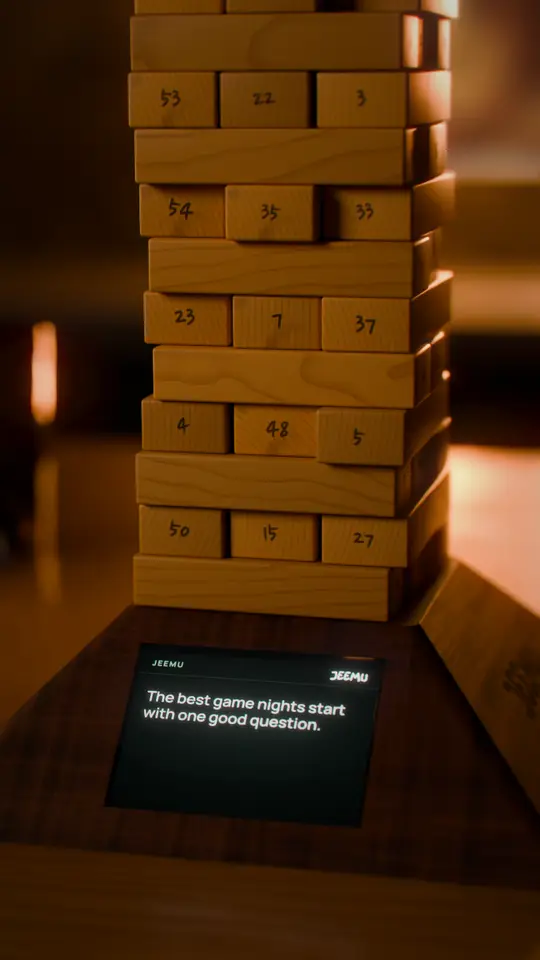 53 22 3
54 35 33
23 7 37
4 48 5
50 15 27
JEEMU JEEMU
The best game nights start
with one good question.